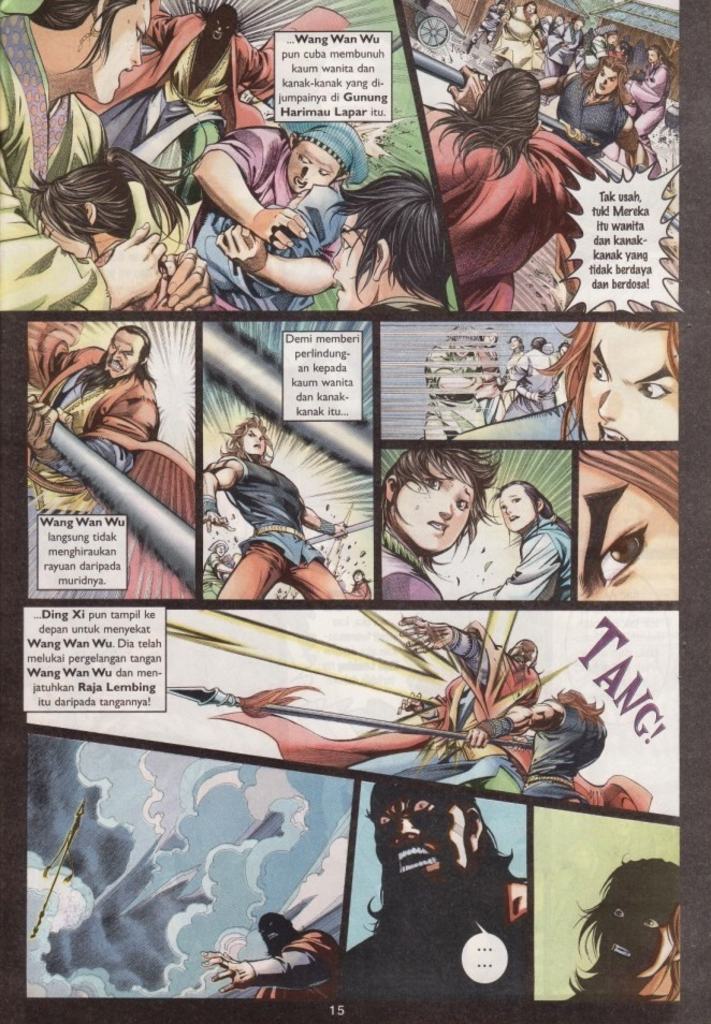 ...Wang Wan Wu
pun cuba membunuh
kaum wanita dan
kanak-kanak yang di-
jumpainya di Gunung
Harimau Lapar itu.
Tak usah,
tuk! Mereka
itu wanita
dan kanak-
kanak yang
tidak berdaya
dan berdosa!
Wang Wan Wu
langsung tidak
menghiraukan
rayuan daripada
muridnya.
Demi memberi
perlindung-
an kepada
kaum wanita
dan kanak-
kanak itu...
...Ding Xi pun tampil ke
depan untuk menyekat
Wang Wan Wu. Dia telah
melukai pergelangan tangan
Wang Wan Wu dan men-
jatuhkan Raja Lembing
itu daripada tangannya!
TANG!
...
...
15